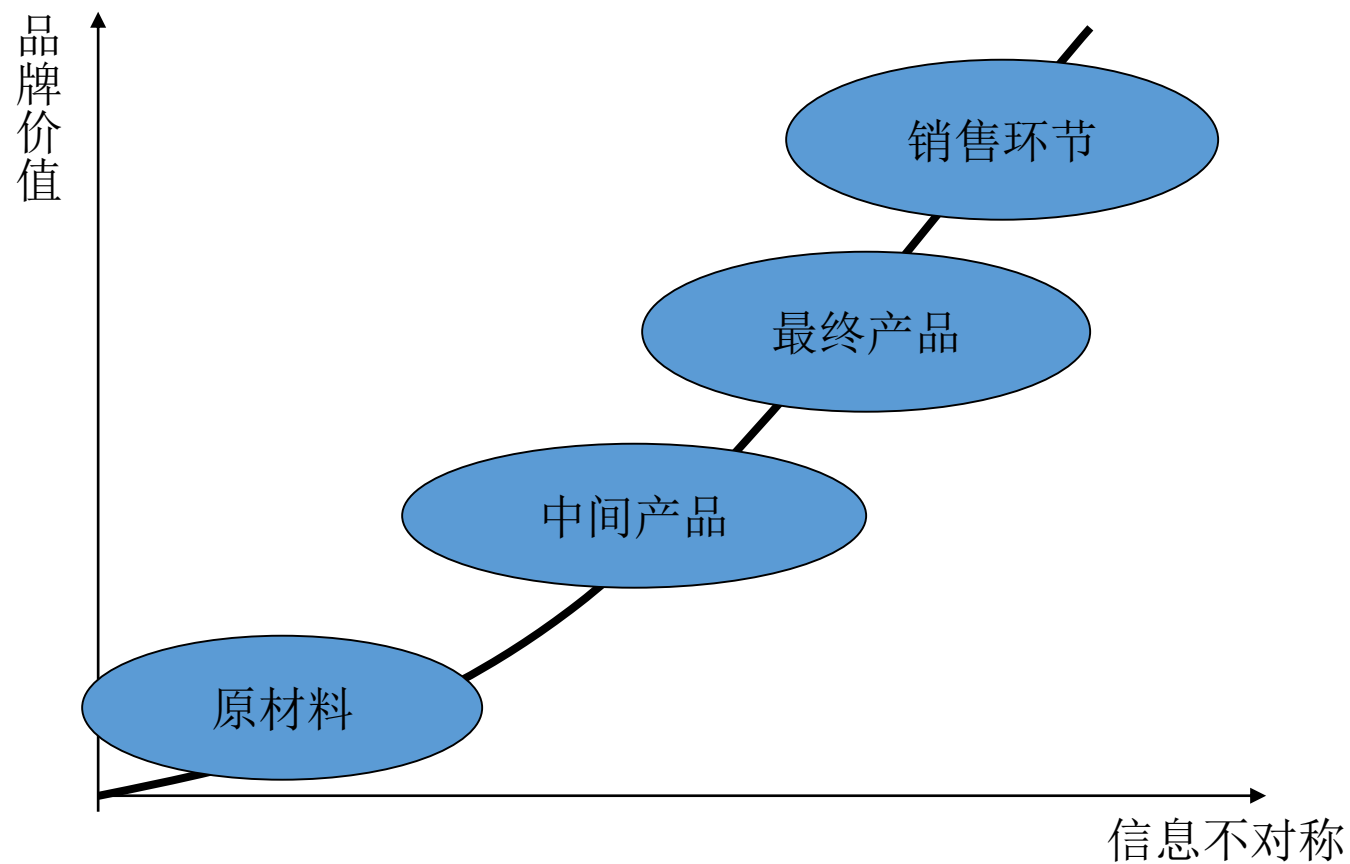 品牌价值
销售环节
最终产品
中间产品
原材料
信息不对称